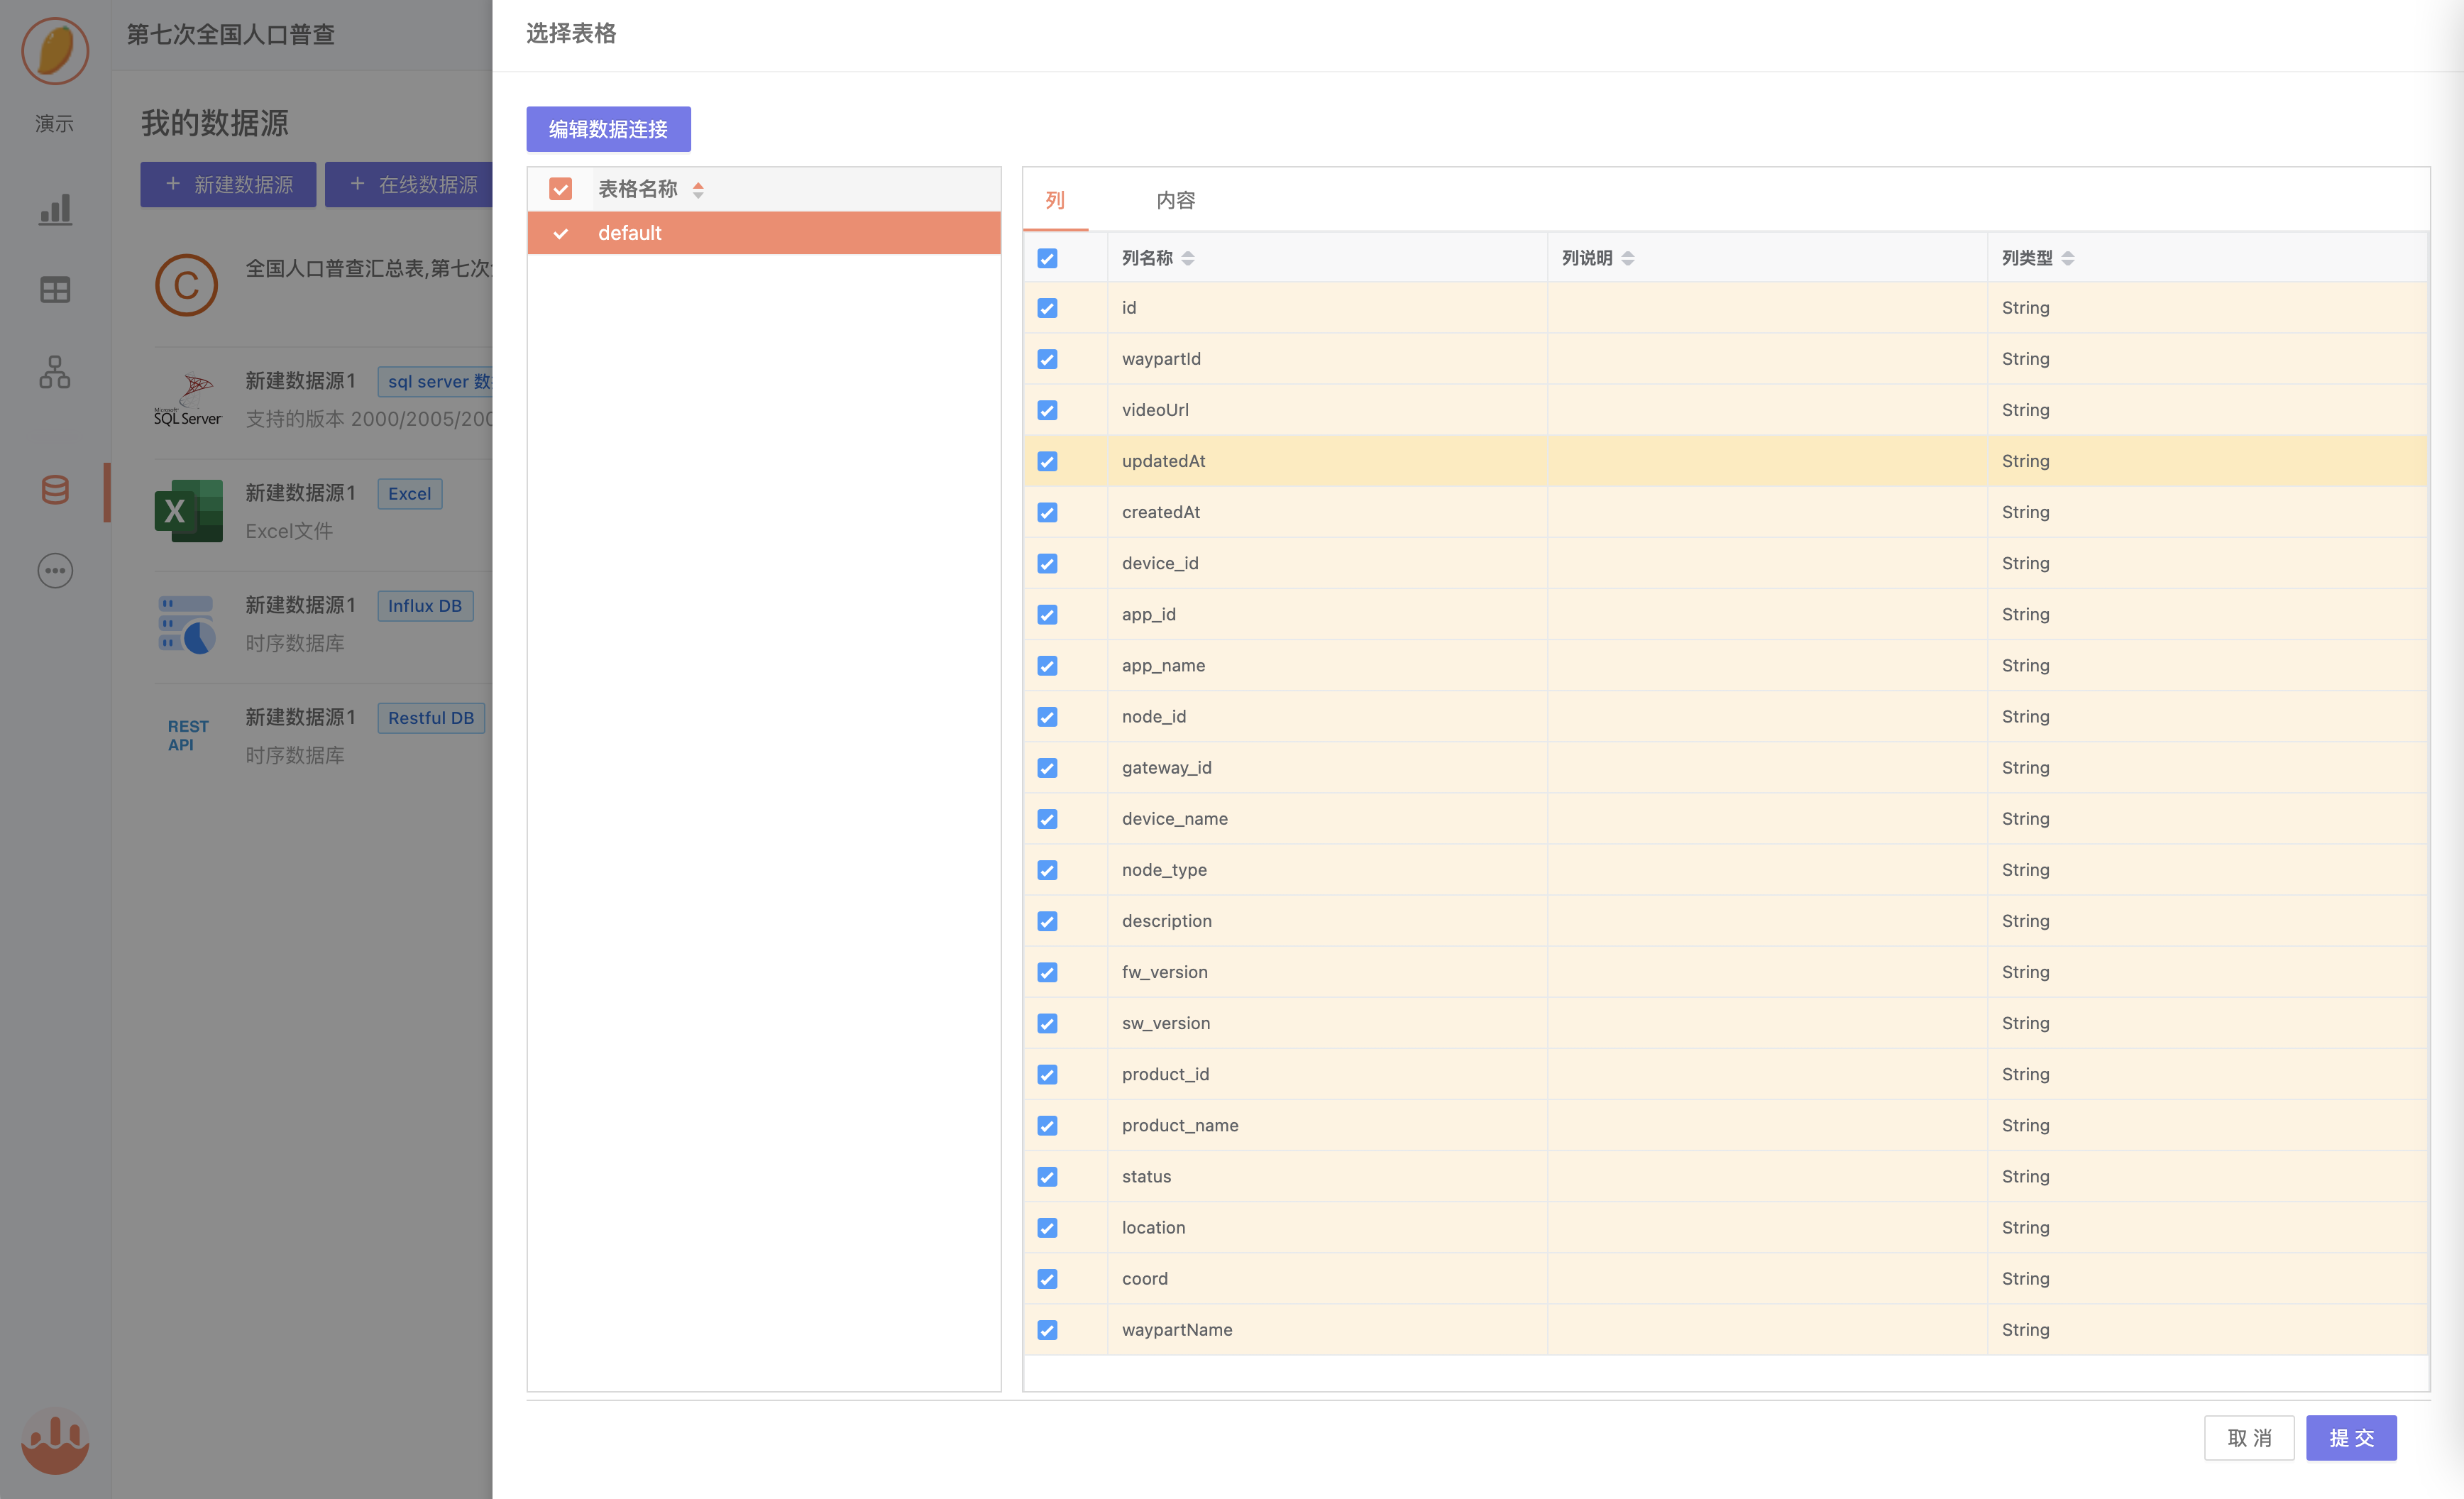 第七次全国人口普查
演示
我的数据源
+ 新建数据源
+ 在线数据源
C
全国人口普查汇总表,第七次
新建数据源1
sql server 数
Microsoft
SQL Server
支持的版本 2000/2005/200
X
新建数据源1
Excel
Excel文件
新建数据源1
Influx DB
时序数据库
REST
API
新建数据源1
Restful DB
时序数据库
选择表格
编辑数据连接
表格名称
default
列
内容
列名称 列说明 列类型
id String
waypartId String
videoUrl String
updatedAt String
createdAt String
device_id String
app_id String
app_name String
node_id String
gateway_id String
device_name String
node_type String
description String
fw_version String
sw_version String
product_id String
product_name String
status String
location String
coord String
waypartName String
取 消
提 交